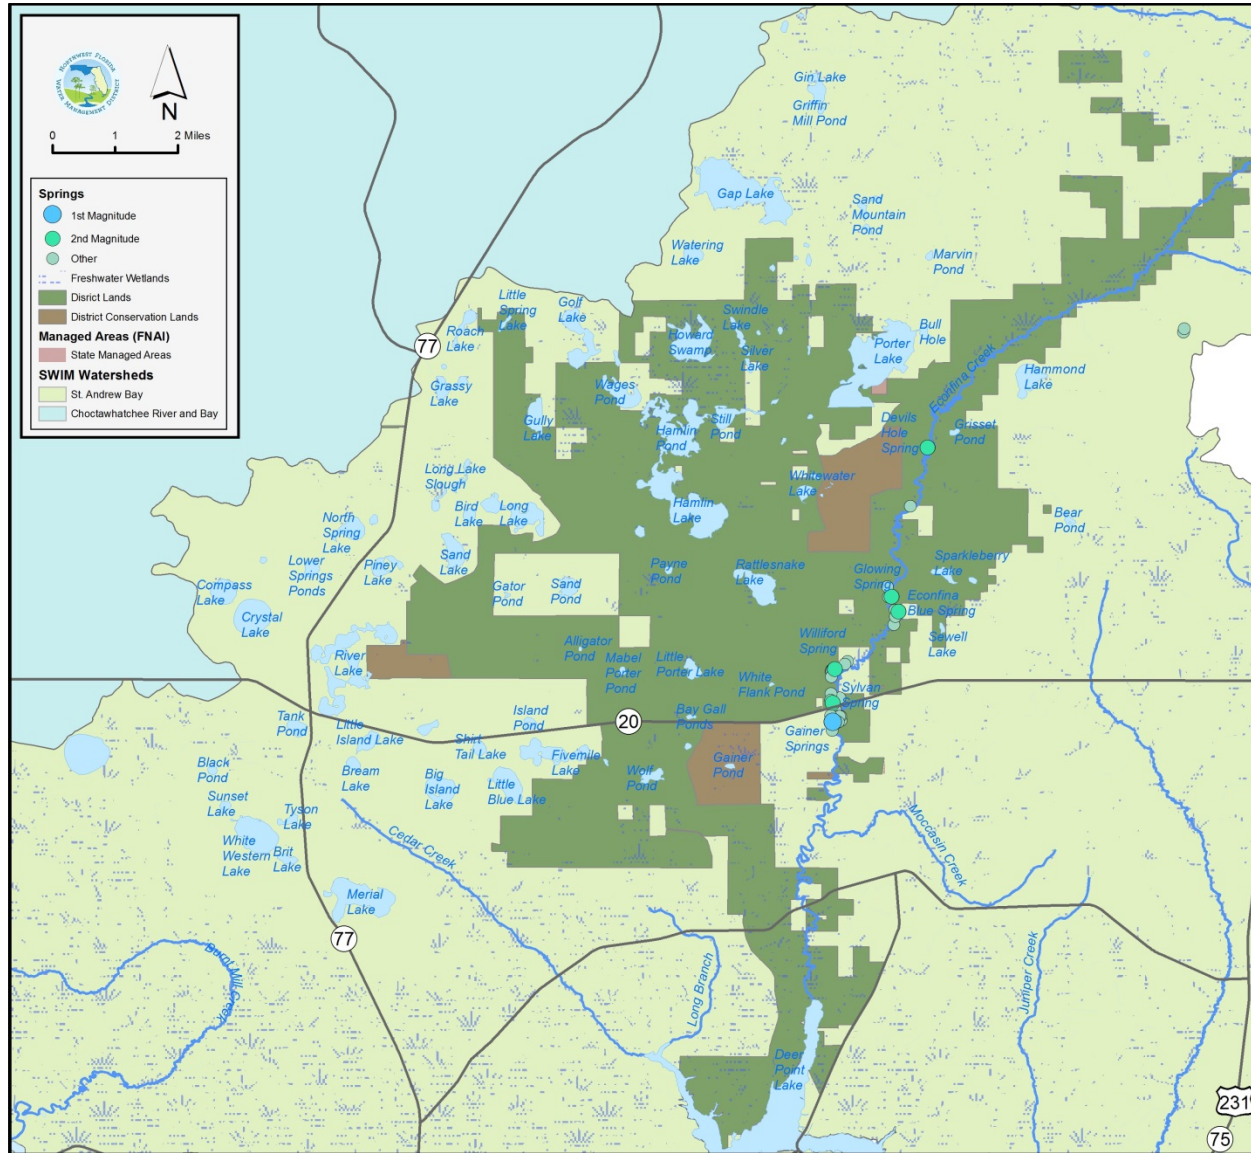 NORTHWEST FLORIDA
WATER MANAGEMENT DISTRICT
N
0 1 2 Miles
Springs
1st Magnitude
2nd Magnitude
Other
Freshwater Wetlands
Disrict Lands
District Conservation Lands
Managed Areas (FNAI)
State Managed Areas
SWIM Watersheds
St. Andrew Bay
Choctawhatchee River and Bay
Gin Lake
Griffin
Mill Pond
Gap Lake
Sand
Mountain
Pond
Watering
Lake
Marvin
Pond
Little
Spring
Lake
Golf
Lake
Roach
Lake
77
Swindle
Lake
Howard
Swamp
Silver
Lake
Bull
Hole
Porter
Lake
Econfina Creek
Hammond
Lake
Grassy
Lake
Wages
Pond
Gully
Lake
Hamlin
Pond
Still
Pond
Devils
Hole
Spring
Grisset
Pond
Long Lake
Slough
Whitewater
Lake
Bird
Lake
Long
Lake
Hamlin
Lake
Bear
Pond
North
Spring
Lake
Sand
Lake
Lower
Springs
Ponds
Piney
Lake
Payne
Pond
Rattlesnake
Lake
Glowing
Spring
Sparkleberry
Lake
Compass
Lake
Crystal
Lake
Gator
Pond
Sand
Pond
Econfina
Blue Spring
Sewell
Lake
River
Lake
Alligator
Pond
Mabel
Porter
Pond
Little
Porter Lake
White
Flank Pond
Williford
Spring
Sylvan
Spring
Tank
Pond
Little
Island Lake
Island
Pond
20
Bay Gall
Ponds
Gainer
Springs
Shirt
Tail Lake
Fivemile
Lake
Black
Pond
Bream
Lake
Big
Island
Lake
Little
Blue Lake
Wolf
Pond
Gainer
Pond
Sunset
Lake
Tyson
Lake
White
Western
Lake
Brit
Lake
Cedar Creek
Moccasin Creek
Merial
Lake
77
Burnt Mill Creek
Long Branch
Juniper Creek
Deer
Point
Lake
231
75